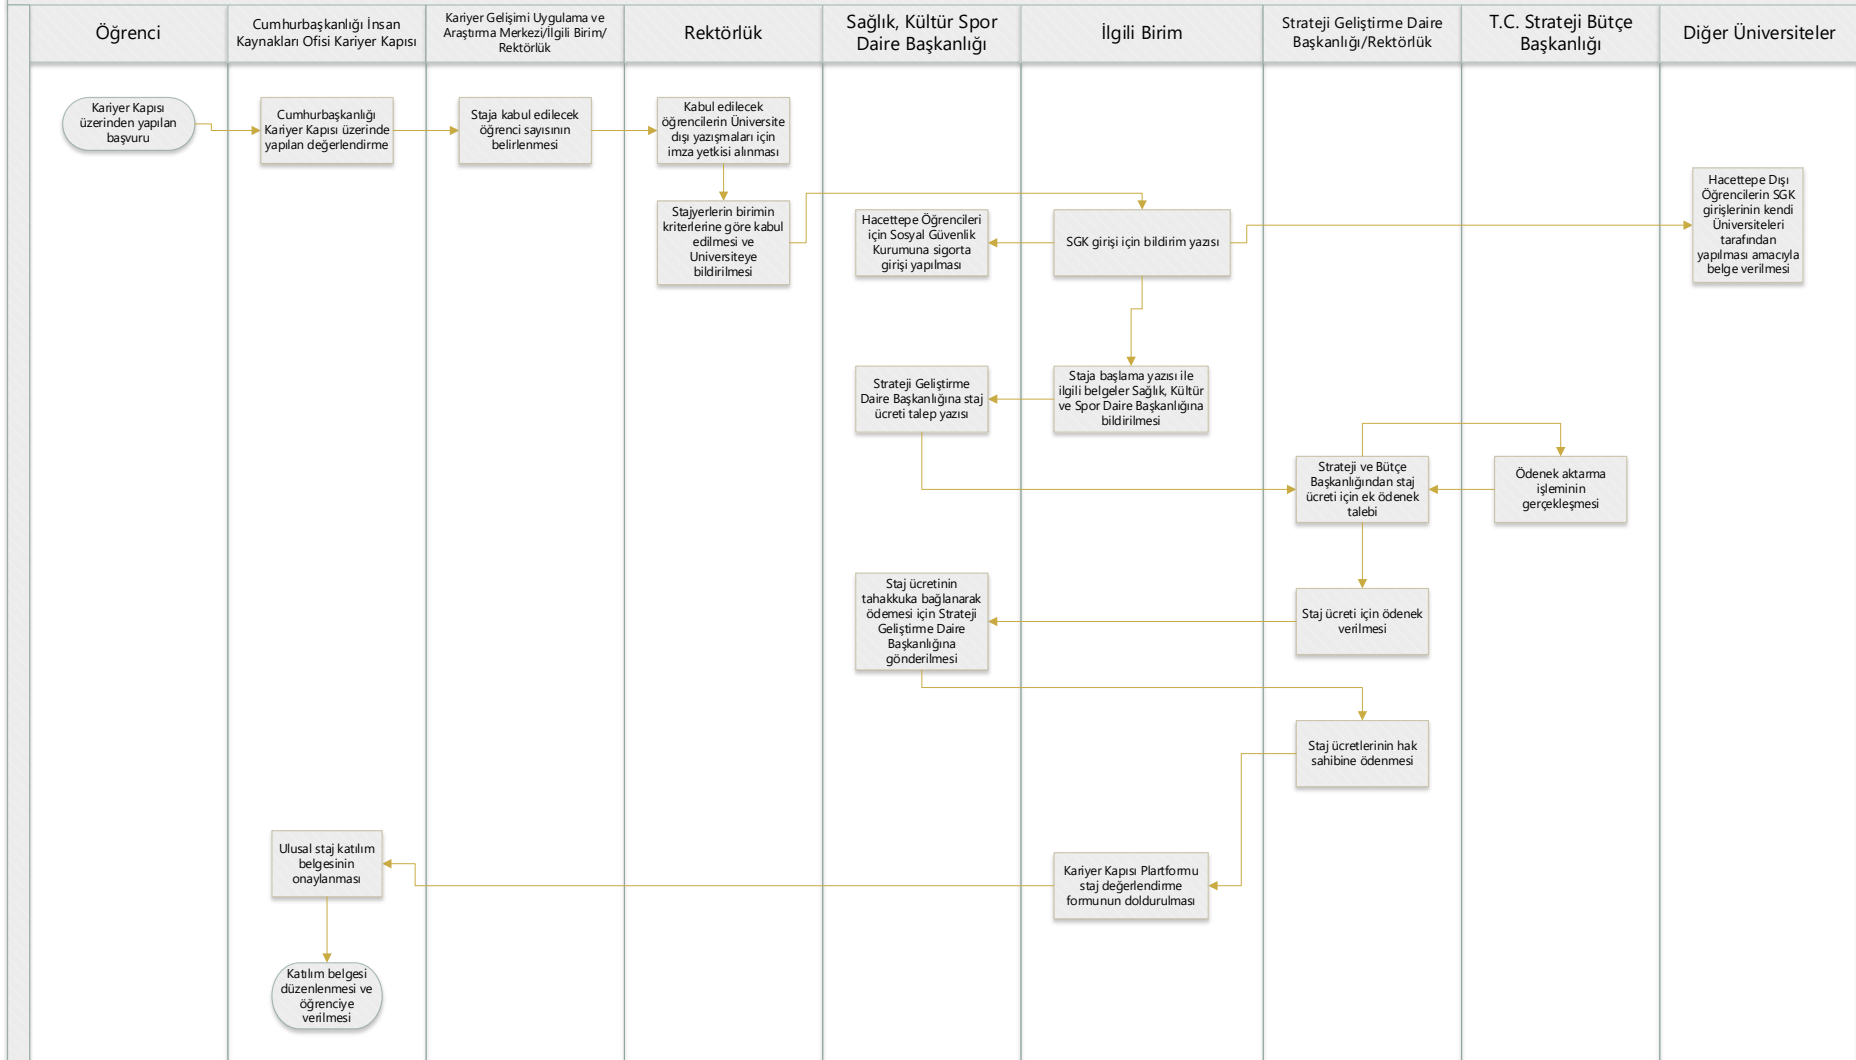 Öğrenci
Cumhurbaşkanlığı İnsan
Kaynakları Ofisi Kariyer Kapısı
Kariyer Gelişimi Uygulama ve
Araştırma Merkezi/İlgili Birim/
Rektörlük
Rektörlük
Sağlık, Kültür Spor
Daire Başkanlığı
İlgili Birim
Strateji Geliştirme Daire
Başkanlığı/Rektörlük
T.C. Strateji Bütçe
Başkanlığı
Diğer Üniversiteler
Kariyer Kapısı
üzerinden yapılan
başvuru
Cumhurbaşkanlığı
Kariyer Kapısı üzerinde
yapılan değerlendirme
Staja kabul edilecek
öğrenci sayısının
belirlenmesi
Kabul edilecek
öğrencilerin Üniversite
dışı yazışmaları için
imza yetkisi alınması
Stajyerlerin birimin
kriterlerine göre kabul
edilmesi ve
Universiteye
bildirilmesi
Hacettepe Öğrencileri
için Sosyal Güvenlik
Kurumuna sigorta
girişi yapılması
SGK girişi için bildirim yazısı
Hacettepe Dışı
Öğrencilerin SGK
girişlerinin kendi
Üniversiteleri
tarafından
yapılması amacıyla
belge verilmesi
Strateji Geliştirme
Daire Başkanlığına staj
ücreti talep yazısı
Staja başlama yazısı ile
ilgili belgeler Sağlık, Kültür
ve Spor Daire Başkanlığına
bildirilmesi
Strateji ve Bütçe
Başkanlığından staj
ücreti için ek ödenek
talebi
Ödenek aktarma
işleminin
gerçekleşmesi
Staj ücretinin
tahakkuka bağlanarak
ödemesi için Strateji
Geliştirme Daire
Başkanlığına
gönderilmesi
Staj ücreti için ödenek
verilmesi
Staj ücretlerinin hak
sahibine ödenmesi
Ulusal staj katılım
belgesinin
onaylanması
Kariyer Kapısı Plartformu
staj değerlendirme
formunun doldurulması
Katılım belgesi
düzenlenmesi ve
öğrenciye
verilmesi